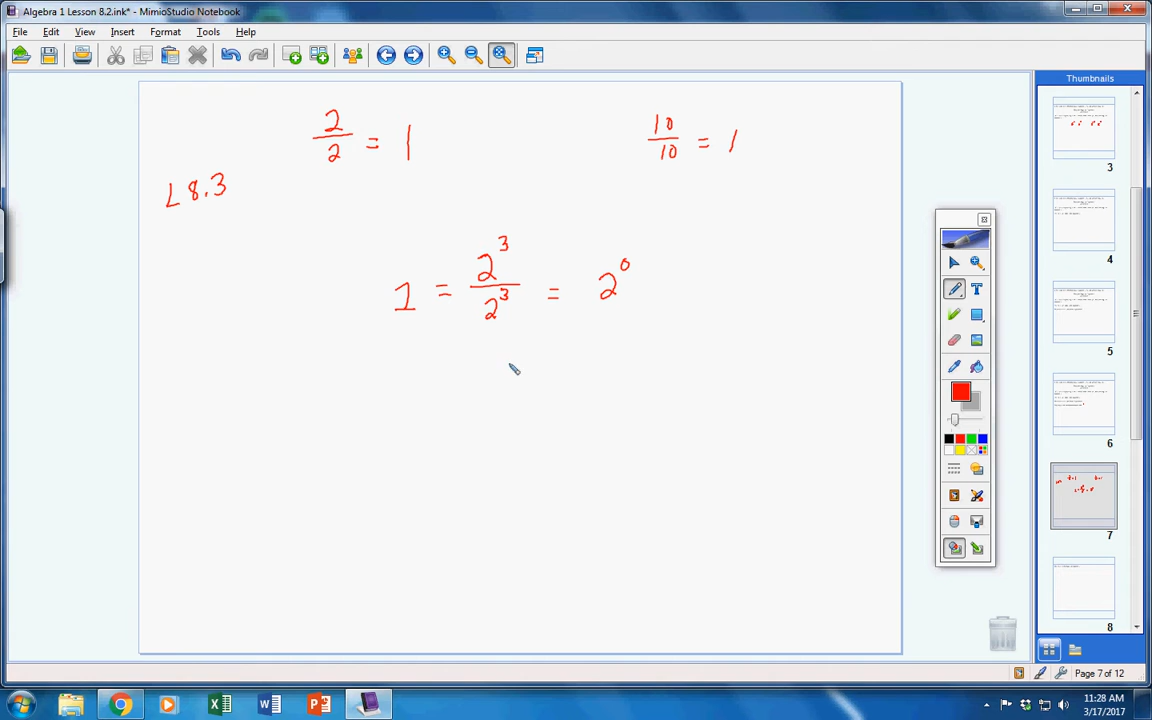 Algebra 1 Lesson 8.2.ink* - MimioStudio Notebook
File Edit View Insert Format Tools Help
Thumbnails
2/2 = 1
10/10 = 1
L 8.3
1 = 2^3/2^3 = 2^0
3
4
5
6
7
8
Page 7 of 12
11:28 AM
3/17/2017